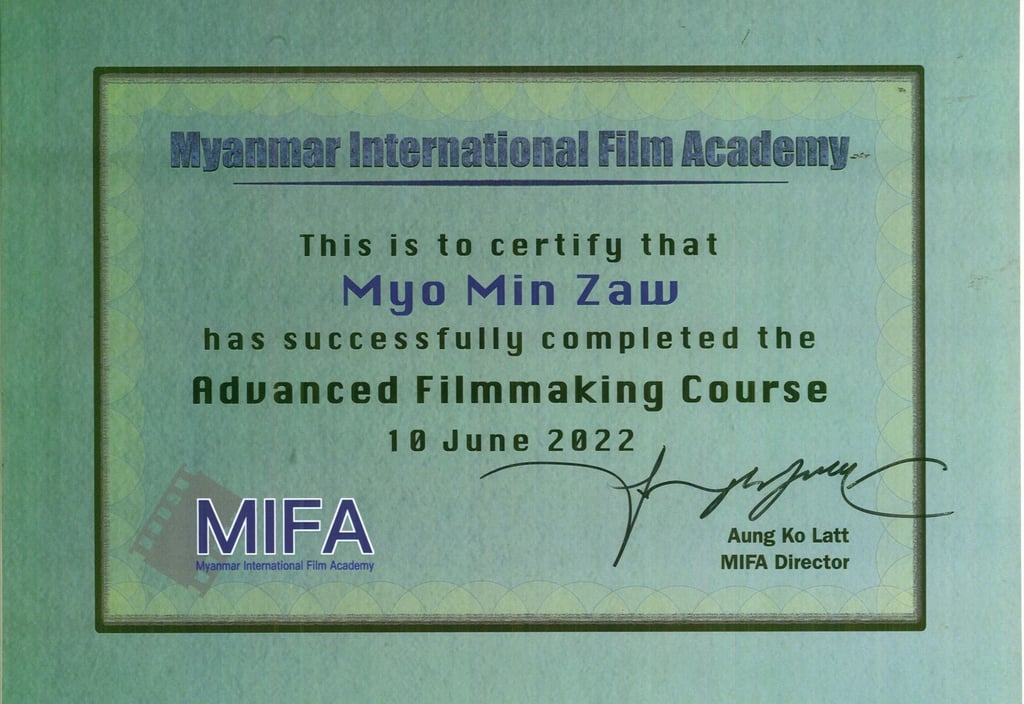 Myanmar International Film Academy
This is to certify that
Myo Min Zaw
has successfully completed the
Advanced Filmmaking Course
10 June 2022
MIFA
Myanmar International Film Academy
Aung Ko Latt
MIFA Director